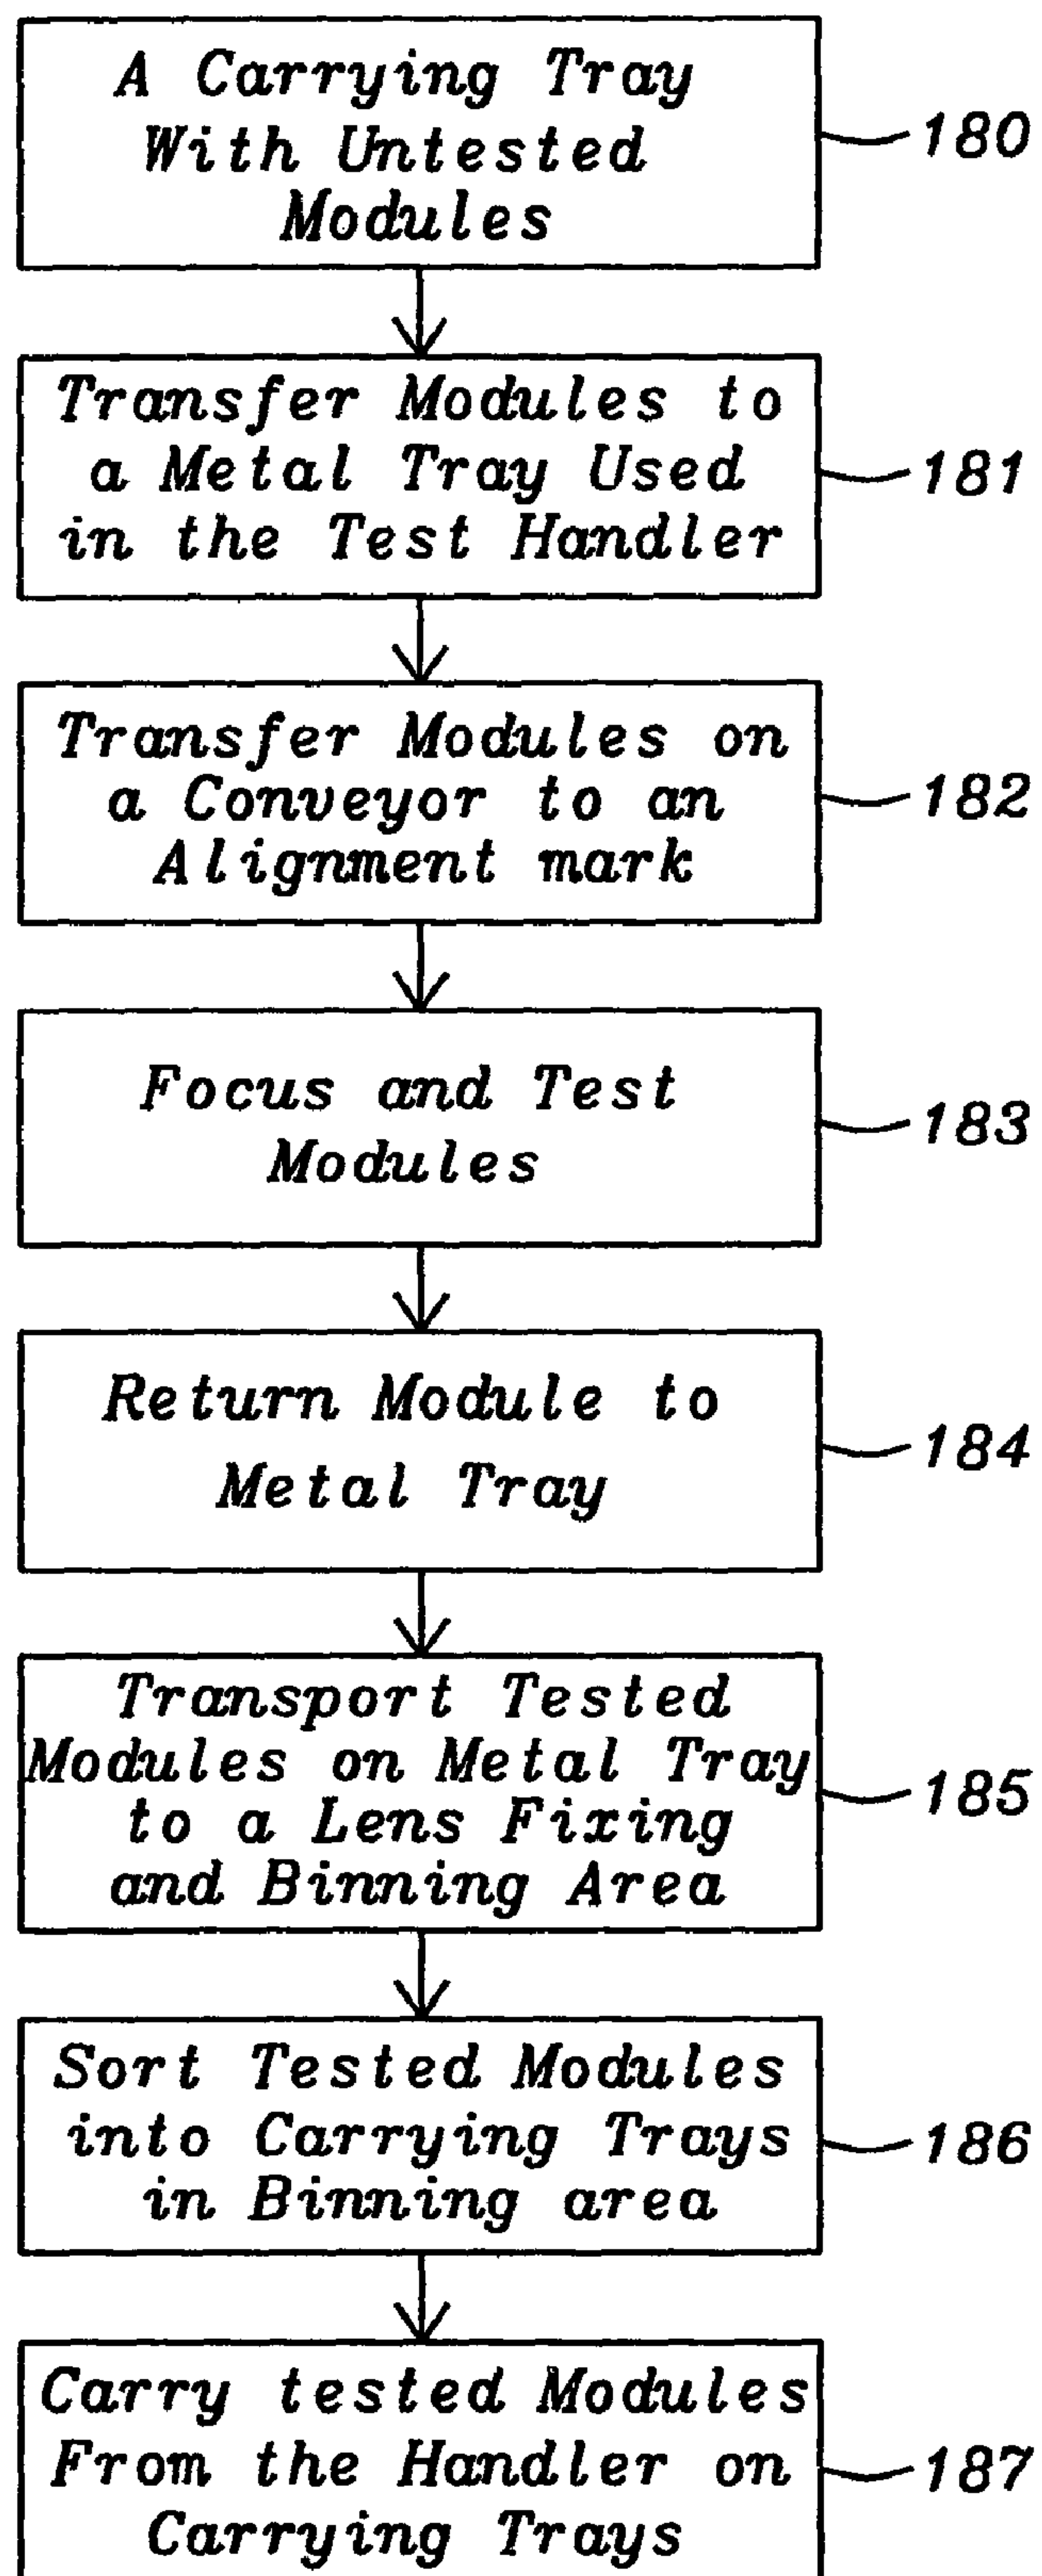 A Carrying Tray
With Untested
Modules
180
Transfer Modules to
a Metal Tray Used
in the Test Handler
181
Transfer Modules on
a Conveyor to an
Alignment mark
182
Focus and Test
Modules
183
Return Module to
Metal Tray
184
Transport Tested
Modules on Metal Tray
to a Lens Fixing
and Binning Area
185
Sort Tested Modules
into Carrying Trays
in Binning area
186
Carry tested Modules
From the Handler on
Carrying Trays
187